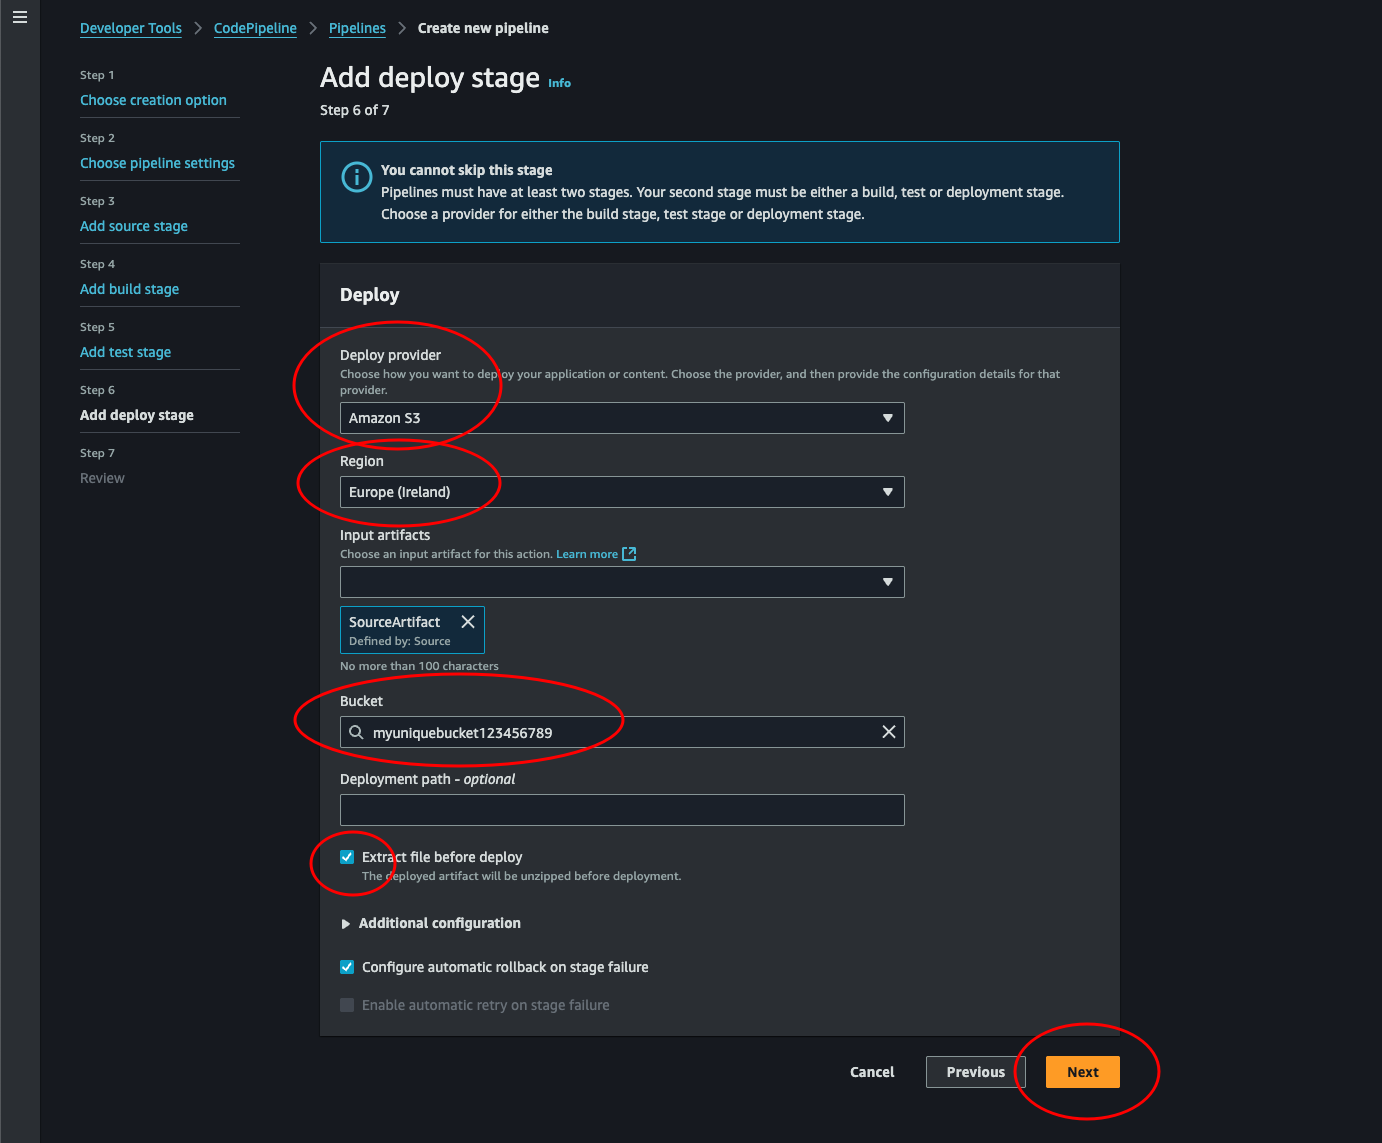 Developer Tools > CodePipeline > Pipelines > Create new pipeline
Step 1
Choose creation option
Step 2
Choose pipeline settings
Step 3
Add source stage
Step 4
Add build stage
Step 5
Add test stage
Step 6
Add deploy stage
Step 7
Review
Add deploy stage Info
Step 6 of 7
You cannot skip this stage
Pipelines must have at least two stages. Your second stage must be either a build, test or deployment stage.
Choose a provider for either the build stage, test stage or deployment stage.
Deploy
Deploy provider
Choose how you want to deploy your application or content. Choose the provider, and then provide the configuration details for that
provider.
Amazon S3
Region
Europe (Ireland)
Input artifacts
Choose an input artifact for this action. Learn more
SourceArtifact
Defined by: Source
No more than 100 characters
Bucket
myuniquebucket123456789
Deployment path - optional
Extract file before deploy
The deployed artifact will be unzipped before deployment.
Additional configuration
Configure automatic rollback on stage failure
Enable automatic retry on stage failure
Cancel Previous Next